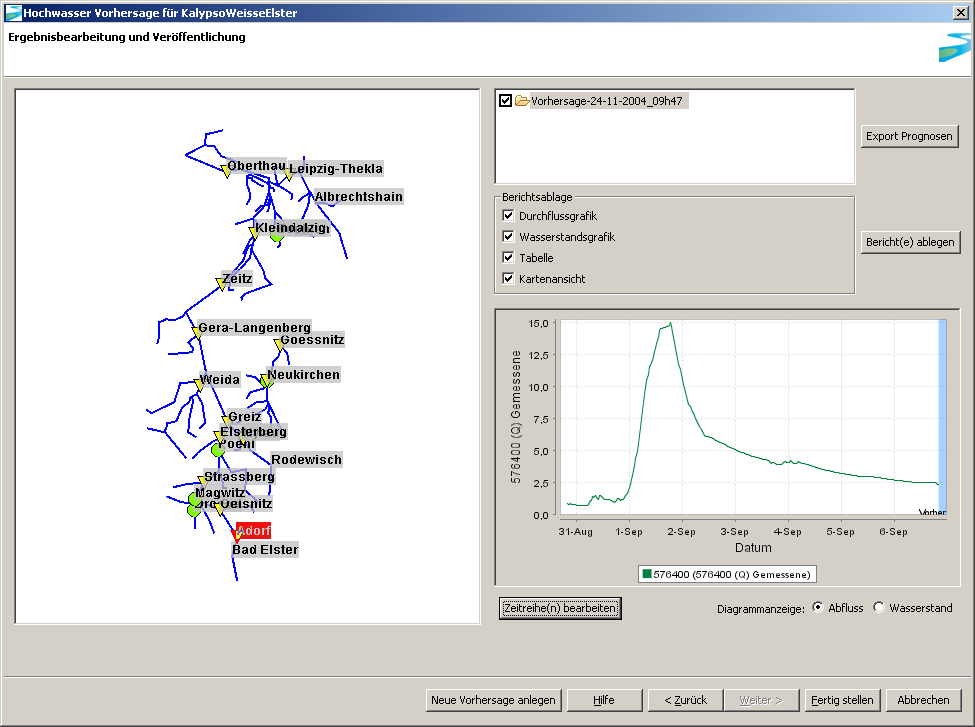 Hochwasser Vorhersage für KalypsoWeisseElster
Ergebnisbearbeitung und Veröffentlichung
Oberthau
Leipzig-Thekla
Albrechtshain
Kleindalzig
Zeitz
Gera-Langenberg
Goessnitz
Weida
Neukirchen
Greiz
Elsterberg
Rodewisch
Strassberg
Magwitz
Oelsnitz
Adorf
Bad Elster
Vorhersage-24-11-2004_09h47
Export Prognosen
Berichtsablage
Durchflussgrafik
Wasserstandsgrafik
Tabelle
Kartenansicht
Bericht(e) ablegen
576400 (Q) Gemessene
15,0
12,5
10,0
7,5
5,0
2,5
0,0
Vorher
31-Aug 1-Sep 2-Sep 3-Sep 4-Sep 5-Sep 6-Sep
Datum
576400 (576400 (Q) Gemessene)
Zeitreihe(n) bearbeiten
Diagrammanzeige: Abfluss Wasserstand
Neue Vorhersage anlegen
Hilfe
< Zurück
Weiter >
Fertig stellen
Abbrechen